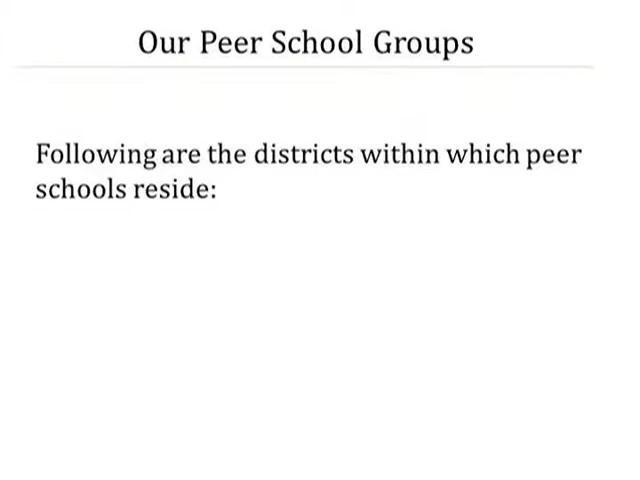 Our Peer School Groups
Following are the districts within which peer
schools reside: